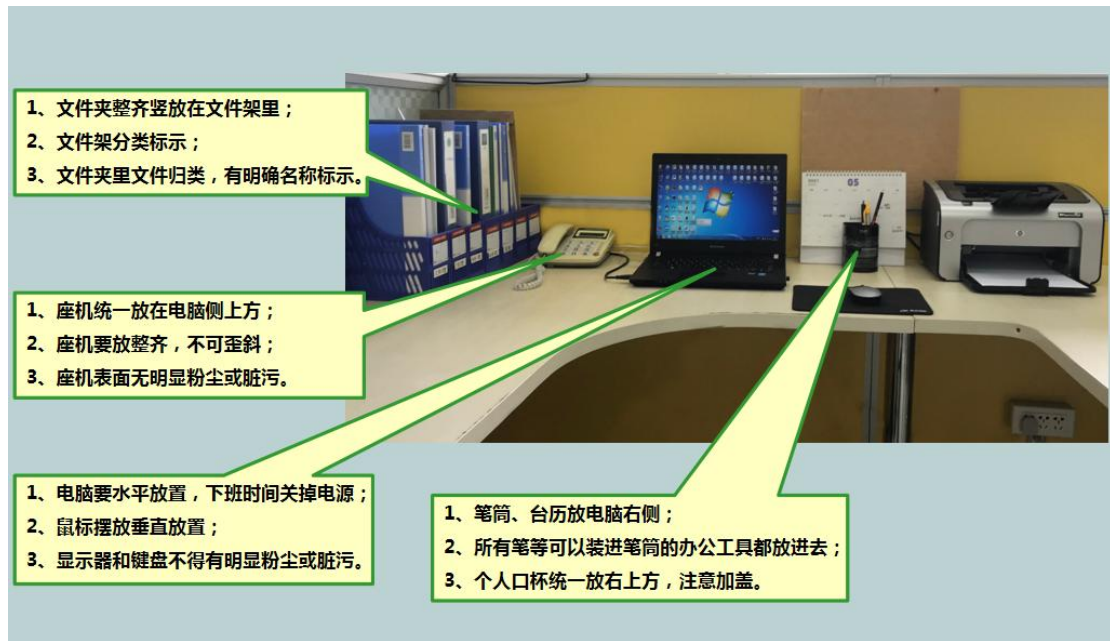 1、文件夹整齐竖放在文件架里；
2、文件架分类标示；
3、文件夹里文件归类，有明确名称标示。
05
1、座机统一放在电脑侧上方；
2、座机要放整齐，不可歪斜；
3、座机表面无明显粉尘或脏污。
1、电脑要水平放置，下班时间关掉电源；
2、鼠标摆放垂直放置；
3、显示器和键盘不得有明显粉尘或脏污。
1、笔筒、台历放电脑右侧；
2、所有笔等可以装进笔筒的办公工具都放进去；
3、个人口杯统一放右上方，注意加盖。